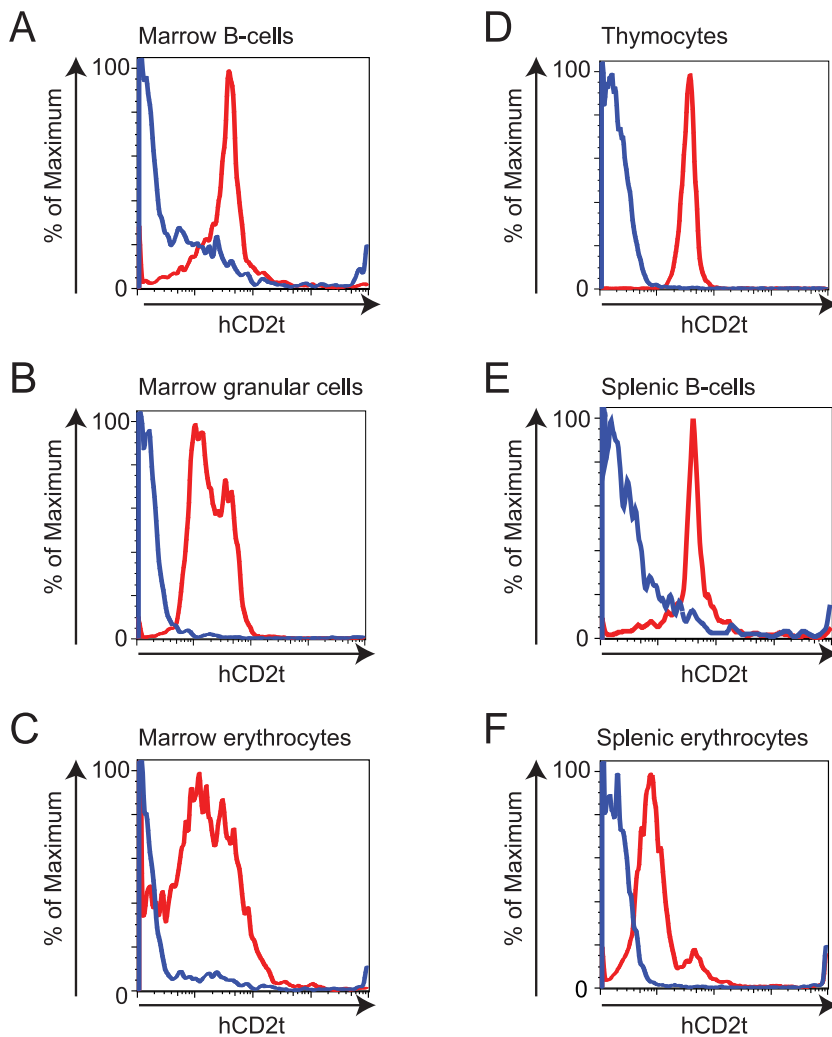 A
Marrow B-cells
100
% of Maximum
0
hCD2t
B
Marrow granular cells
100
% of Maximum
0
hCD2t
C
Marrow erythrocytes
100
% of Maximum
0
hCD2t
D
Thymocytes
100
% of Maximum
0
hCD2t
E
Splenic B-cells
100
% of Maximum
0
hCD2t
F
Splenic erythrocytes
100
% of Maximum
0
hCD2t